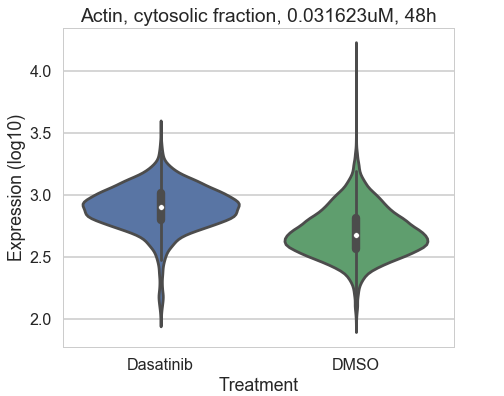 Actin, cytosolic fraction, 0.031623uM, 48h
Expression (log10)
4.0
3.5
3.0
2.5
2.0
Dasatinib DMSO
Treatment